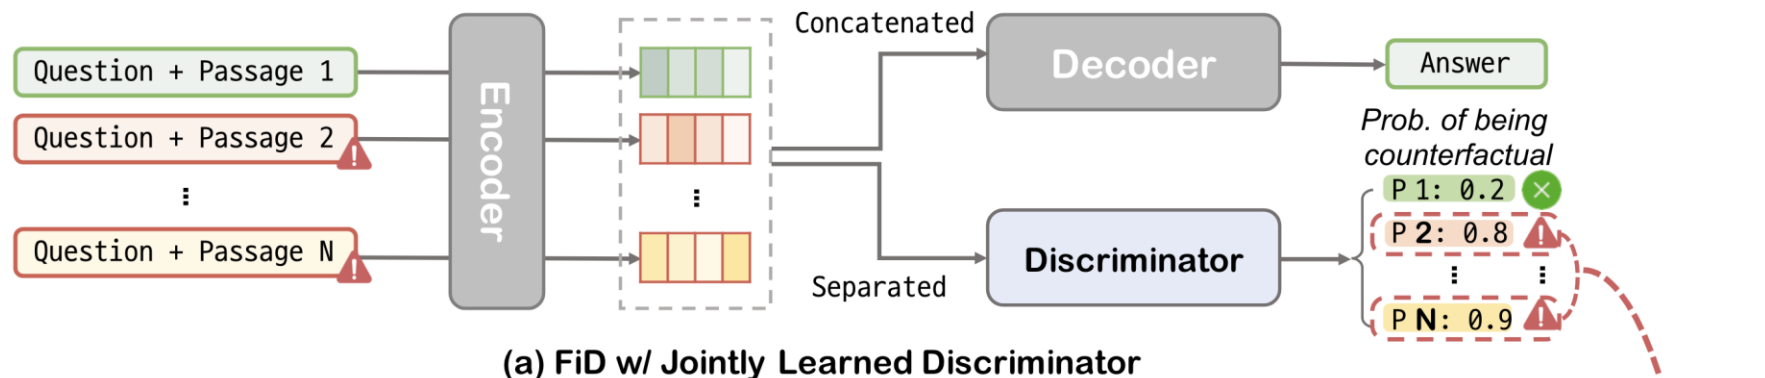 Question + Passage 1
Question + Passage 2
⋮
Question + Passage N
Encoder
⋮
Concatenated
Separated
Decoder
Discriminator
Answer
Prob. of being
counterfactual
P 1: 0.2
P 2: 0.8
⋮ ⋮
P N: 0.9
(a) FiD w/ Jointly Learned Discriminator